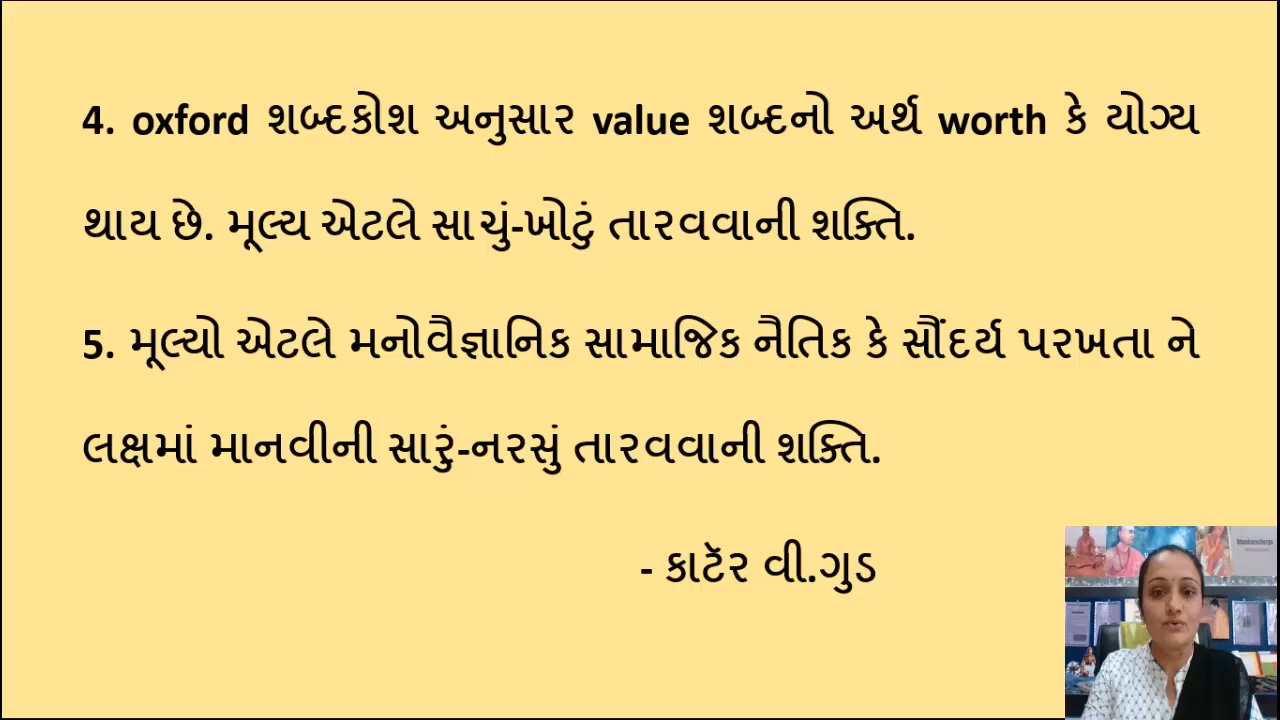 4. oxford શબ્દકોશ અનુસાર value શબ્દનો અર્થ worth કે યોગ્ય
થાય છે. મૂલ્ય એટલે સાચું-ખોટું તારવવાની શક્તિ.
5. મૂલ્યો એટલે મનોવૈજ્ઞાનિક સામાજિક નૈતિક કે સૌંદર્ય પરખતા ને
લક્ષમાં માનવીની સારું-નરસું તારવવાની શક્તિ.
- કાર્ટર વી.ગુડ